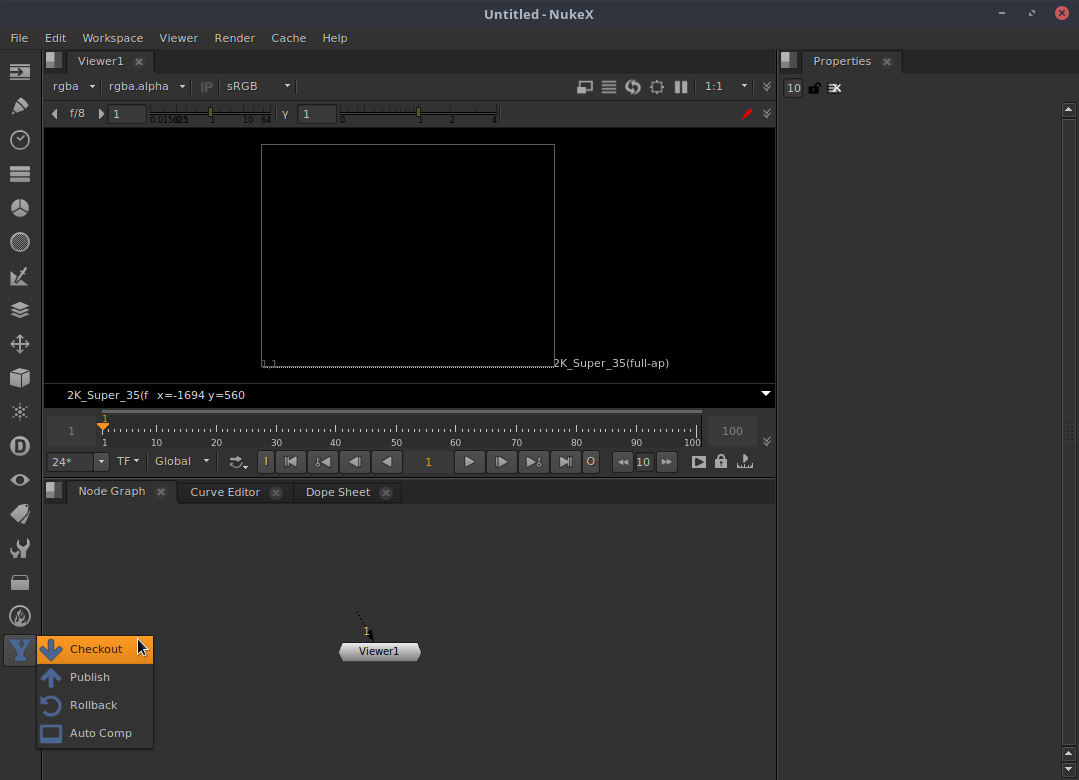 Untitled - NukeX
File Edit Workspace Viewer Render Cache Help
Viewer1
Properties
rgba rgba.alpha IP sRGB 1:1
10
f/8 1 1 10 64 γ 1 0 1 2 4
1,1
2K_Super_35(full-ap)
2K_Super_35(f x=-1694 y=560
1
1 100
1 10 20 30 40 50 60 70 80 90 100
24* TF Global I 1 O 10
Node Graph Curve Editor Dope Sheet
1
Viewer1
Y
Checkout
Publish
Rollback
Auto Comp
D